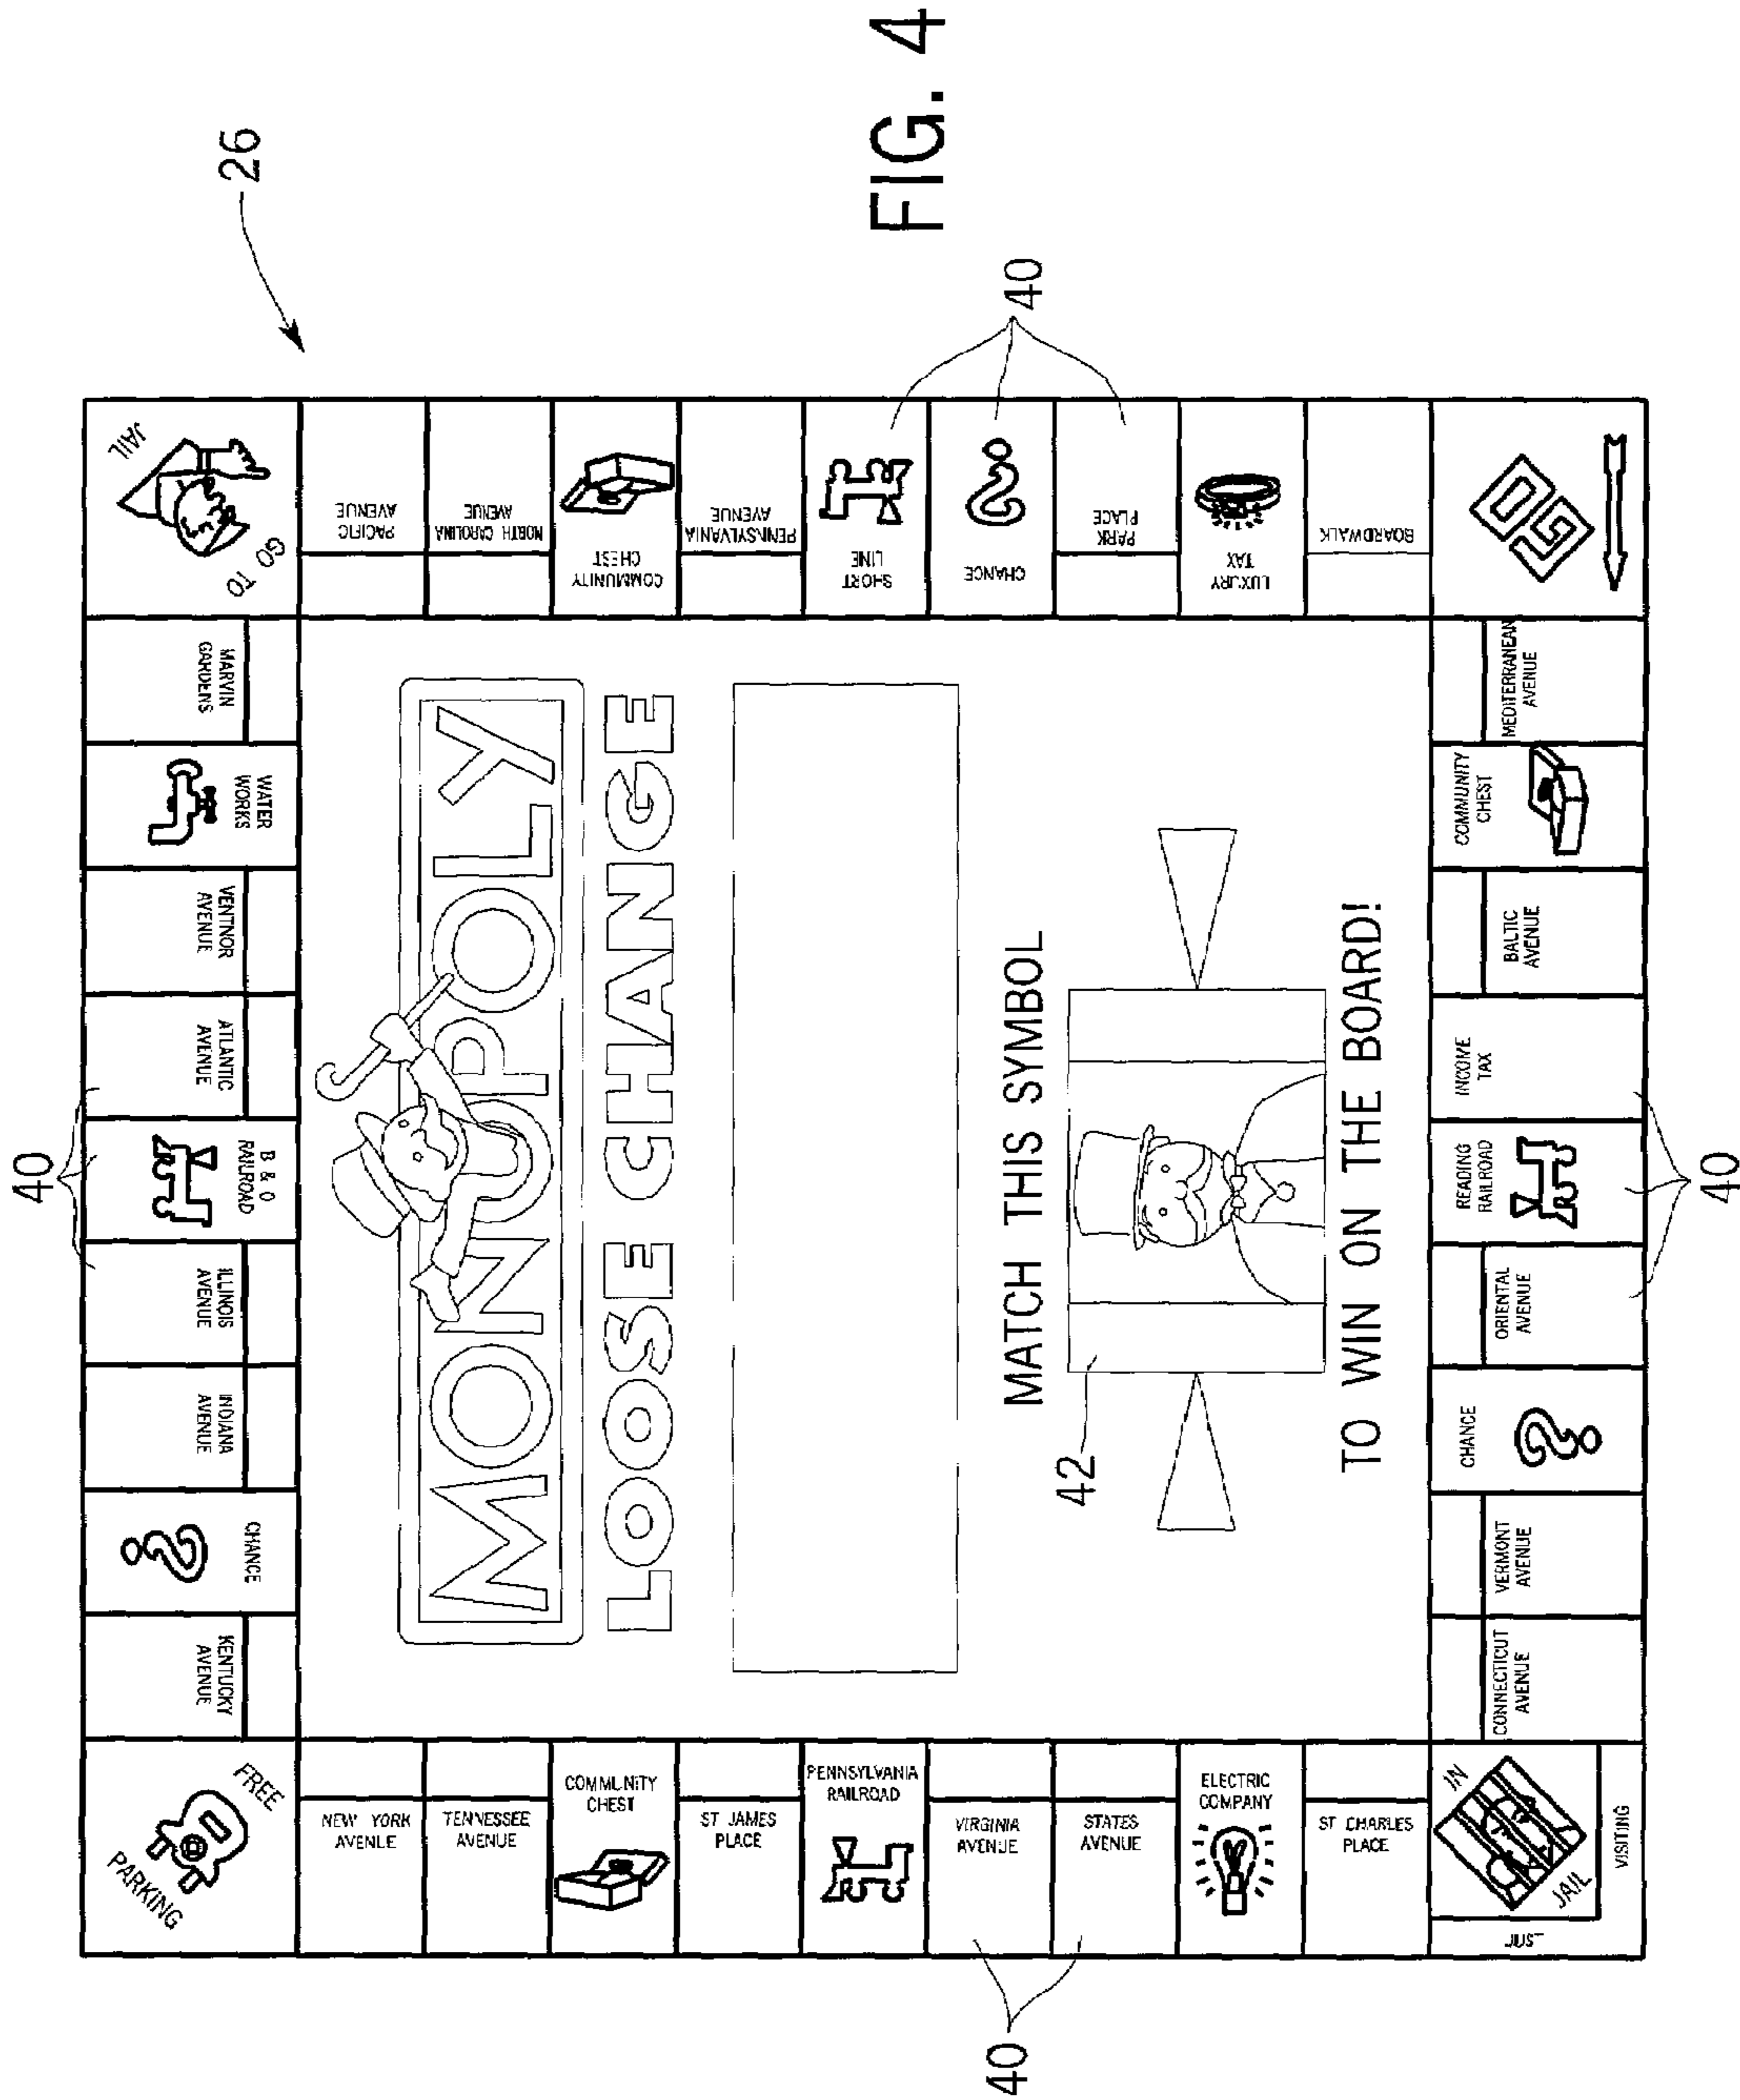 FIG. 4
26
40
GO TO
JAIL
PACIFIC
AVENUE
NORTH CAROLINA
AVENUE
COMMUNITY
CHEST
PENNSYLVANIA
AVENUE
SHORT
LINE
CHANCE
PARK
PLACE
LUXURY
TAX
BOARDWALK
GO
40
MARVIN
GARDENS
WATER
WORKS
VENTNOR
AVENUE
ATLANTIC
AVENUE
B & O
RAILROAD
ILLINOIS
AVENUE
INDIANA
AVENUE
CHANCE
KENTUCKY
AVENUE
40
MONOPOLY
LOOSE CHANGE
MATCH THIS SYMBOL
42
TO WIN ON THE BOARD!
MEDITERRANEAN
AVENUE
COMMUNITY
CHEST
BALTIC
AVENUE
INCOME
TAX
READING
RAILROAD
ORIENTAL
AVENUE
CHANCE
VERMONT
AVENUE
CONNECTICUT
AVENUE
40
FREE
PARKING
NEW YORK
AVENUE
TENNESSEE
AVENUE
COMMUNITY
CHEST
ST JAMES
PLACE
PENNSYLVANIA
RAILROAD
VIRGINIA
AVENUE
STATES
AVENUE
ELECTRIC
COMPANY
ST CHARLES
PLACE
IN
JAIL
JUST
VISITING
40